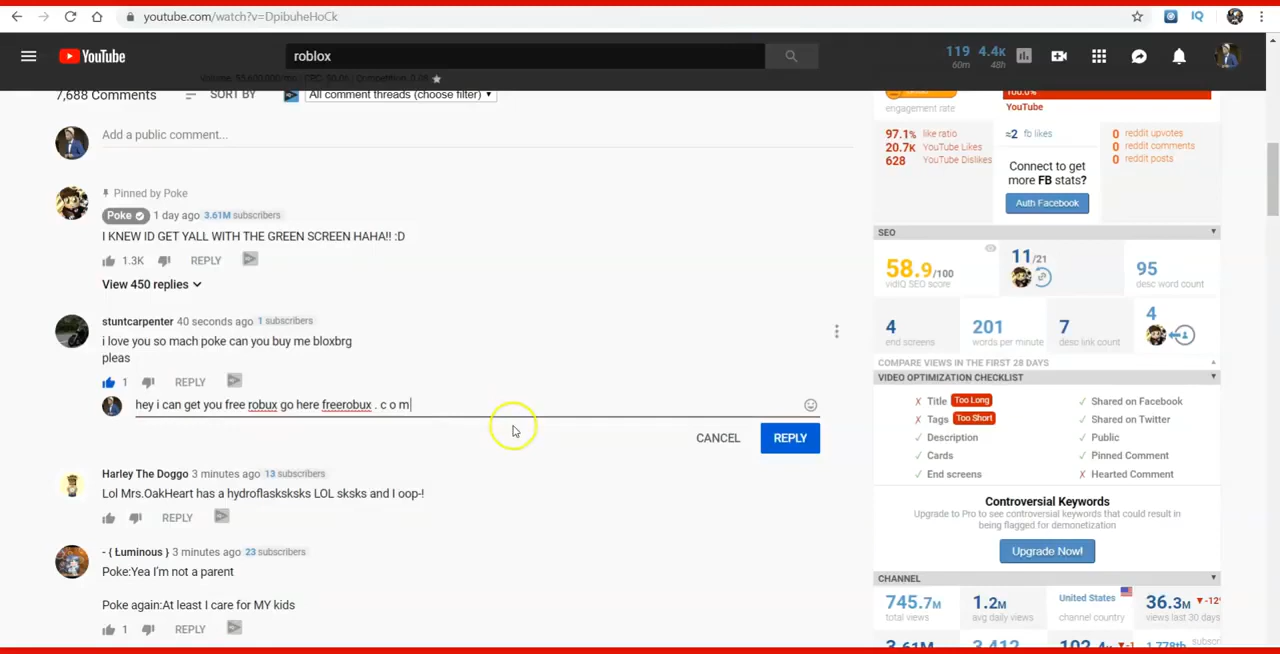 youtube.com/watch?v=DpibuheHoCk
IQ
YouTube
roblox
119 4.4K
60m 48h
7,688 Comments
SORT BY
All comment threads (choose filter) ▼
Add a public comment...
Pinned by Poke
Poke 1 day ago 3.61M subscribers
I KNEW ID GET YALL WITH THE GREEN SCREEN HAHA!! :D
1.3K REPLY
View 450 replies
stuntcarpenter 40 seconds ago 1 subscribers
i love you so mach poke can you buy me bloxbrg
pleas
1 REPLY
hey i can get you free robux go here freerobux . c o m
CANCEL REPLY
Harley The Doggo 3 minutes ago 13 subscribers
Lol Mrs.OakHeart has a hydroflasksksks LOL sksks and I oop-!
REPLY
- { Łuminous } 3 minutes ago 23 subscribers
Poke:Yea I'm not a parent
Poke again:At least I care for MY kids
1 REPLY
engagement rate
100.0%
YouTube
97.1% like ratio
20.7K YouTube Likes
628 YouTube Dislikes
≈2 fb likes
Connect to get
more FB stats?
Auth Facebook
0 reddit upvotes
0 reddit comments
0 reddit posts
SEO
58.9/100
vidIQ SEO score
11/21
95
desc word count
4
end screens
201
words per minute
7
desc link count
4
COMPARE VIEWS IN THE FIRST 28 DAYS
VIDEO OPTIMIZATION CHECKLIST
✗ Title Too Long
✗ Tags Too Short
✓ Description
✓ Cards
✓ End screens
✓ Shared on Facebook
✓ Shared on Twitter
✓ Public
✓ Pinned Comment
✗ Hearted Comment
Controversial Keywords
Upgrade to Pro to see controversial keywords that could result in
being flagged for demonetization
Upgrade Now!
CHANNEL
745.7M
total views
1.2M
avg daily views
United States
channel country
36.3M ▼-12
views last 30 days
3.61M
3,412